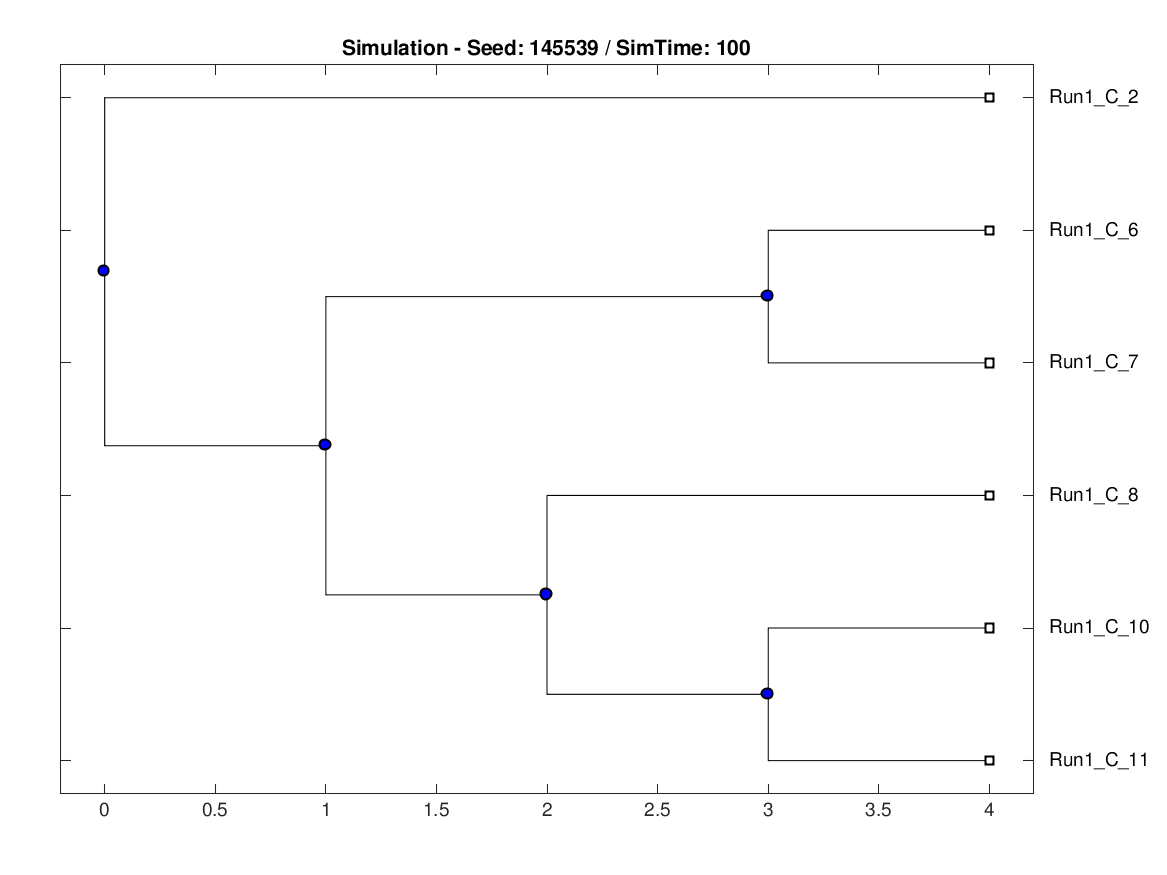 Simulation - Seed: 145539 / SimTime: 100
Run1_C_2
Run1_C_6
Run1_C_7
Run1_C_8
Run1_C_10
Run1_C_11
0 0.5 1 1.5 2 2.5 3 3.5 4